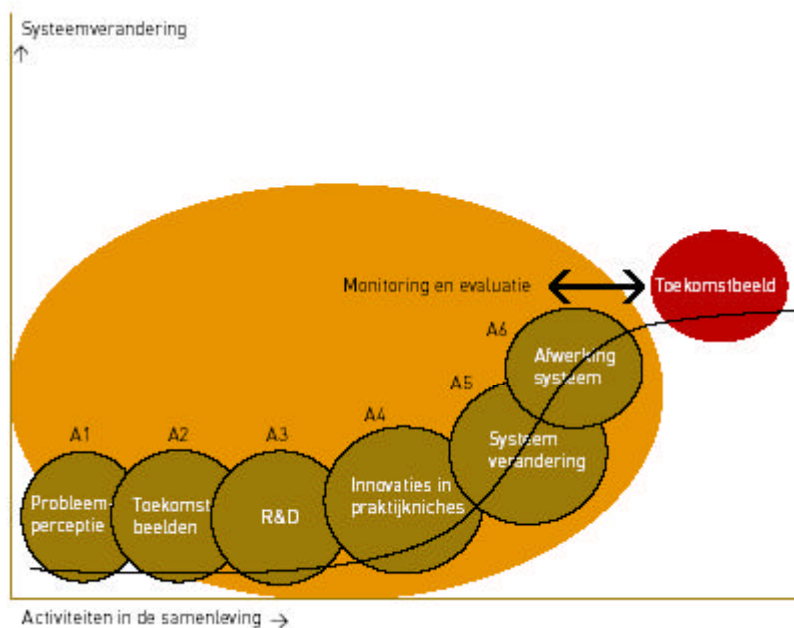 Systeemverandering
↑
Monitoring en evaluatie
Toekomstbeeld
A6
Afwerking
systeem
A5
Systeem
verandering
A4
Innovaties in
praktijkniches
A3
R&D
A2
Toekomst
beelden
A1
Probleem-
perceptie
Activiteiten in de samenleving →